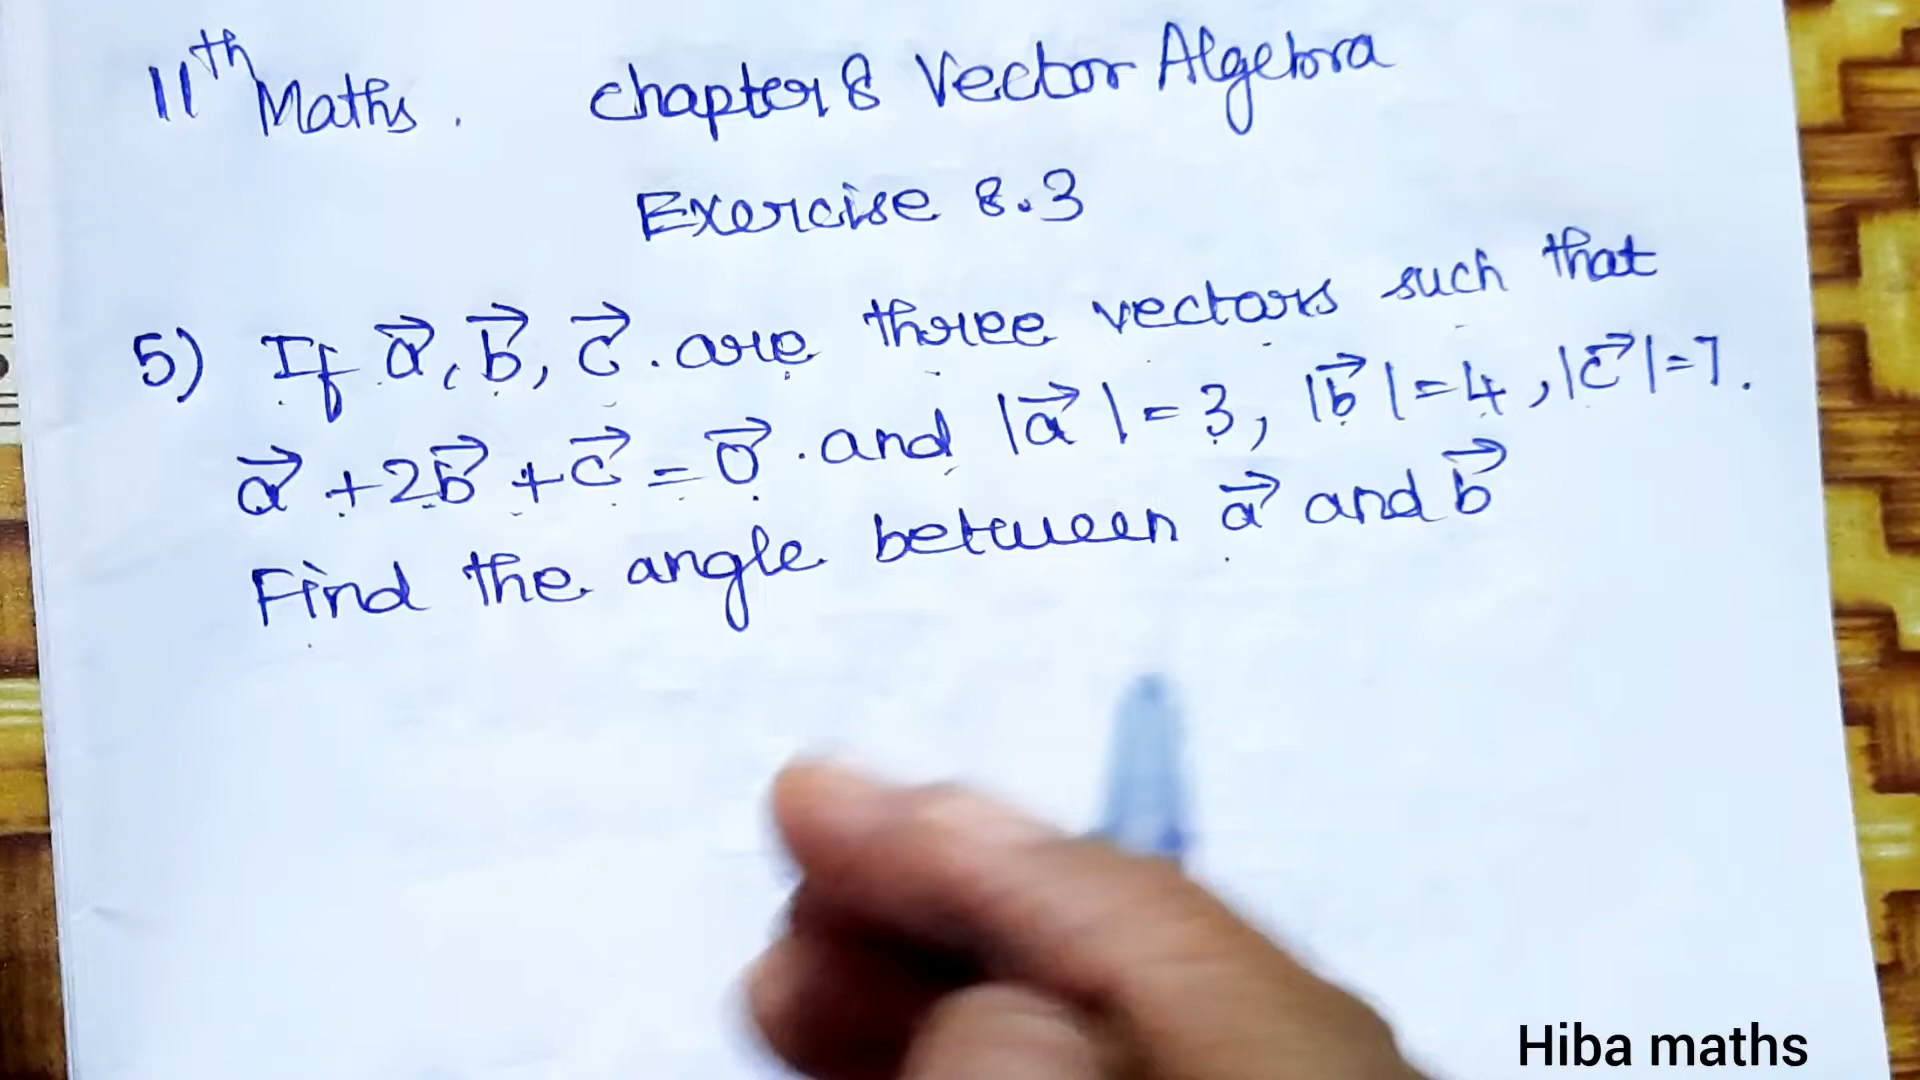 11th Maths. Chapter 8 Vector Algebra
Exercise 8.3
5) If a⃗, b⃗, c⃗. are three vectors such that
a⃗ + 2b⃗ + c⃗ = 0⃗. and |a⃗| = 3, |b⃗| = 4, |c⃗| = 7.
Find the angle between a⃗ and b⃗
Hiba maths